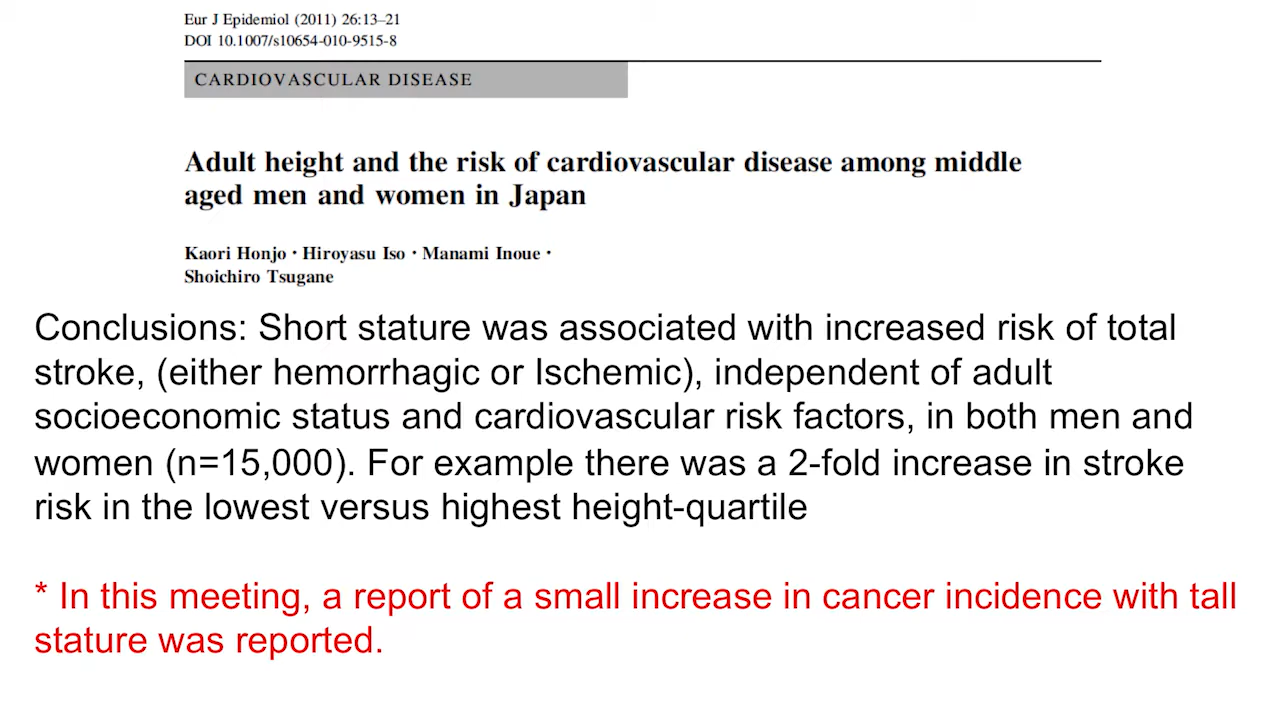 Eur J Epidemiol (2011) 26:13–21
DOI 10.1007/s10654-010-9515-8
CARDIOVASCULAR DISEASE
Adult height and the risk of cardiovascular disease among middle
aged men and women in Japan
Kaori Honjo · Hiroyasu Iso · Manami Inoue ·
Shoichiro Tsugane
Conclusions: Short stature was associated with increased risk of total
stroke, (either hemorrhagic or Ischemic), independent of adult
socioeconomic status and cardiovascular risk factors, in both men and
women (n=15,000). For example there was a 2-fold increase in stroke
risk in the lowest versus highest height-quartile
* In this meeting, a report of a small increase in cancer incidence with tall
stature was reported.